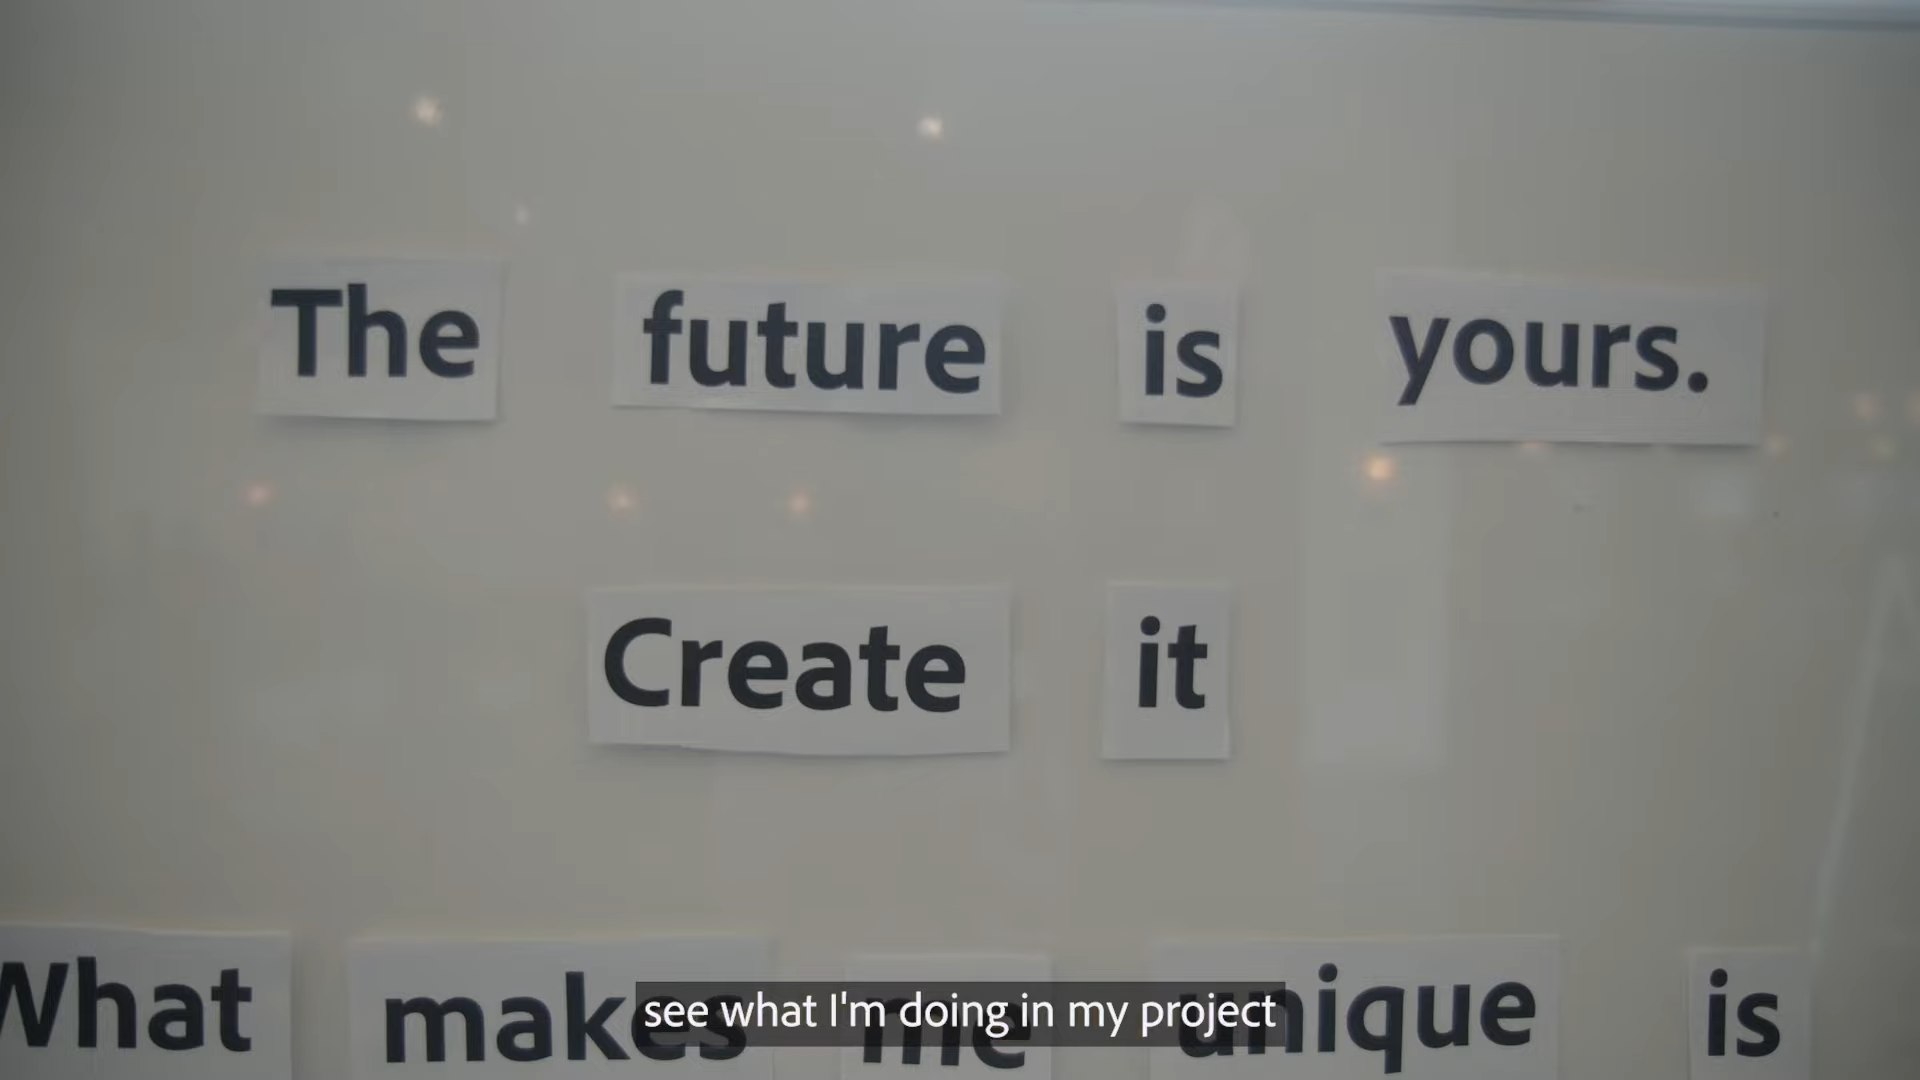 The future is yours.
Create it
What makes me unique is
see what I'm doing in my project